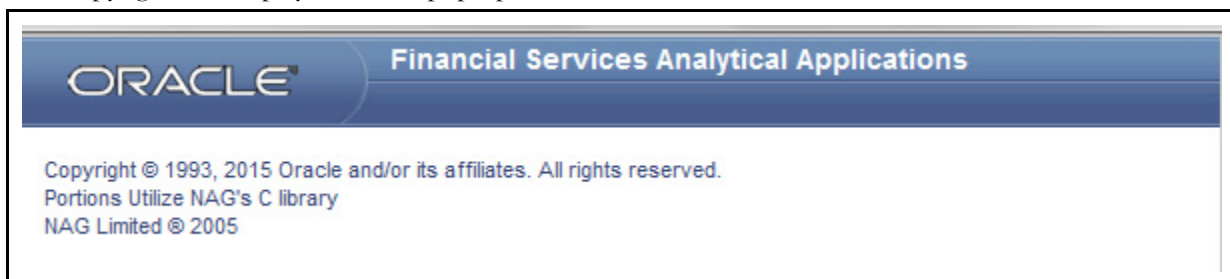 ORACLE
Financial Services Analytical Applications
Copyright © 1993, 2015 Oracle and/or its affiliates. All rights reserved.
Portions Utilize NAG's C library
NAG Limited ® 2005